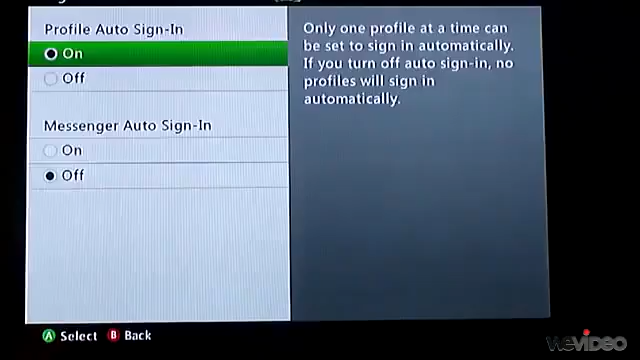 Profile Auto Sign-In
On
Off
Messenger Auto Sign-In
On
Off
Only one profile at a time can
be set to sign in automatically.
If you turn off auto sign-in, no
profiles will sign in
automatically.
A Select B Back
WEVIDEO